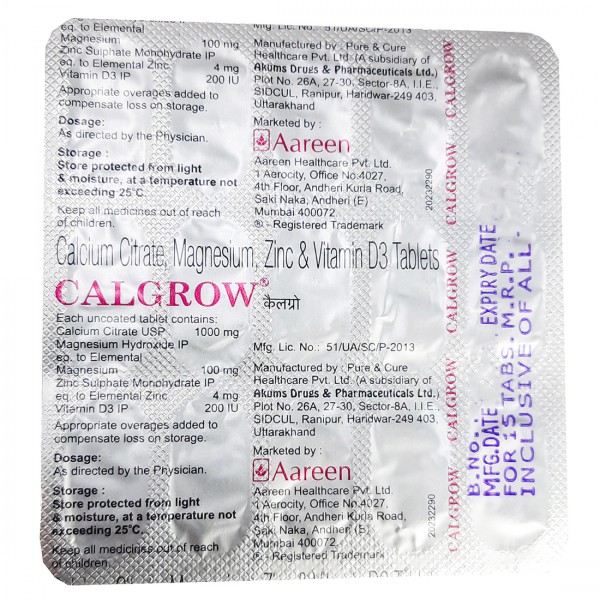 eq. to Elemental
Magnesium 100 mg
Zinc Sulphate Monohydrate IP
eq. to Elemental Zinc 4 mg
Vitamin D3 IP 200 IU
Appropriate overages added to
compensate loss on storage.
Dosage:
As directed by the Physician.
Storage :
Store protected from light
& moisture, at a temperature not
exceeding 25°C.
Keep all medicines out of reach
of children.
Mfg. Lic. No.: 51/UA/SC/P-2013
Manufactured by : Pure & Cure
Healthcare Pvt. Ltd. (A subsidiary of
Akums Drugs & Pharmaceuticals Ltd.)
Plot No. 26A, 27-30, Sector-8A, I.I.E.,
SIDCUL, Ranipur, Haridwar-249 403,
Uttarakhand
Marketed by :
Aareen
Aareen Healthcare Pvt. Ltd.
1 Aerocity, Office No.4027,
4th Floor, Andheri Kurla Road,
Saki Naka, Andheri (E)
Mumbai 400072.
® - Registered Trademark
20232290
CALGROW CALGROW
Calcium Citrate, Magnesium, Zinc & Vitamin D3 Tablets
CALGROW® कैलग्रो
Each uncoated tablet contains:
Calcium Citrate USP 1000 mg
Magnesium Hydroxide IP
eq. to Elemental
Magnesium 100 mg
Zinc Sulphate Monohydrate IP
eq. to Elemental Zinc 4 mg
Vitamin D3 IP 200 IU
Appropriate overages added to
compensate loss on storage.
Dosage:
As directed by the Physician.
Storage :
Store protected from light
& moisture, at a temperature not
exceeding 25°C.
Keep all medicines out of reach
of children.
Mfg. Lic. No.: 51/UA/SC/P-2013
Manufactured by : Pure & Cure
Healthcare Pvt. Ltd. (A subsidiary of
Akums Drugs & Pharmaceuticals Ltd.)
Plot No. 26A, 27-30, Sector-8A, I.I.E.,
SIDCUL, Ranipur, Haridwar-249 403,
Uttarakhand
Marketed by :
Aareen
Aareen Healthcare Pvt. Ltd.
1 Aerocity, Office No.4027,
4th Floor, Andheri Kurla Road,
Saki Naka, Andheri (E)
Mumbai 400072.
® - Registered Trademark
20232290
CALGROW CALGROW
B.No.:
MFG.DATE EXPIRY DATE
FOR 15 TABS. M.R.P.
INCLUSIVE OF ALL -